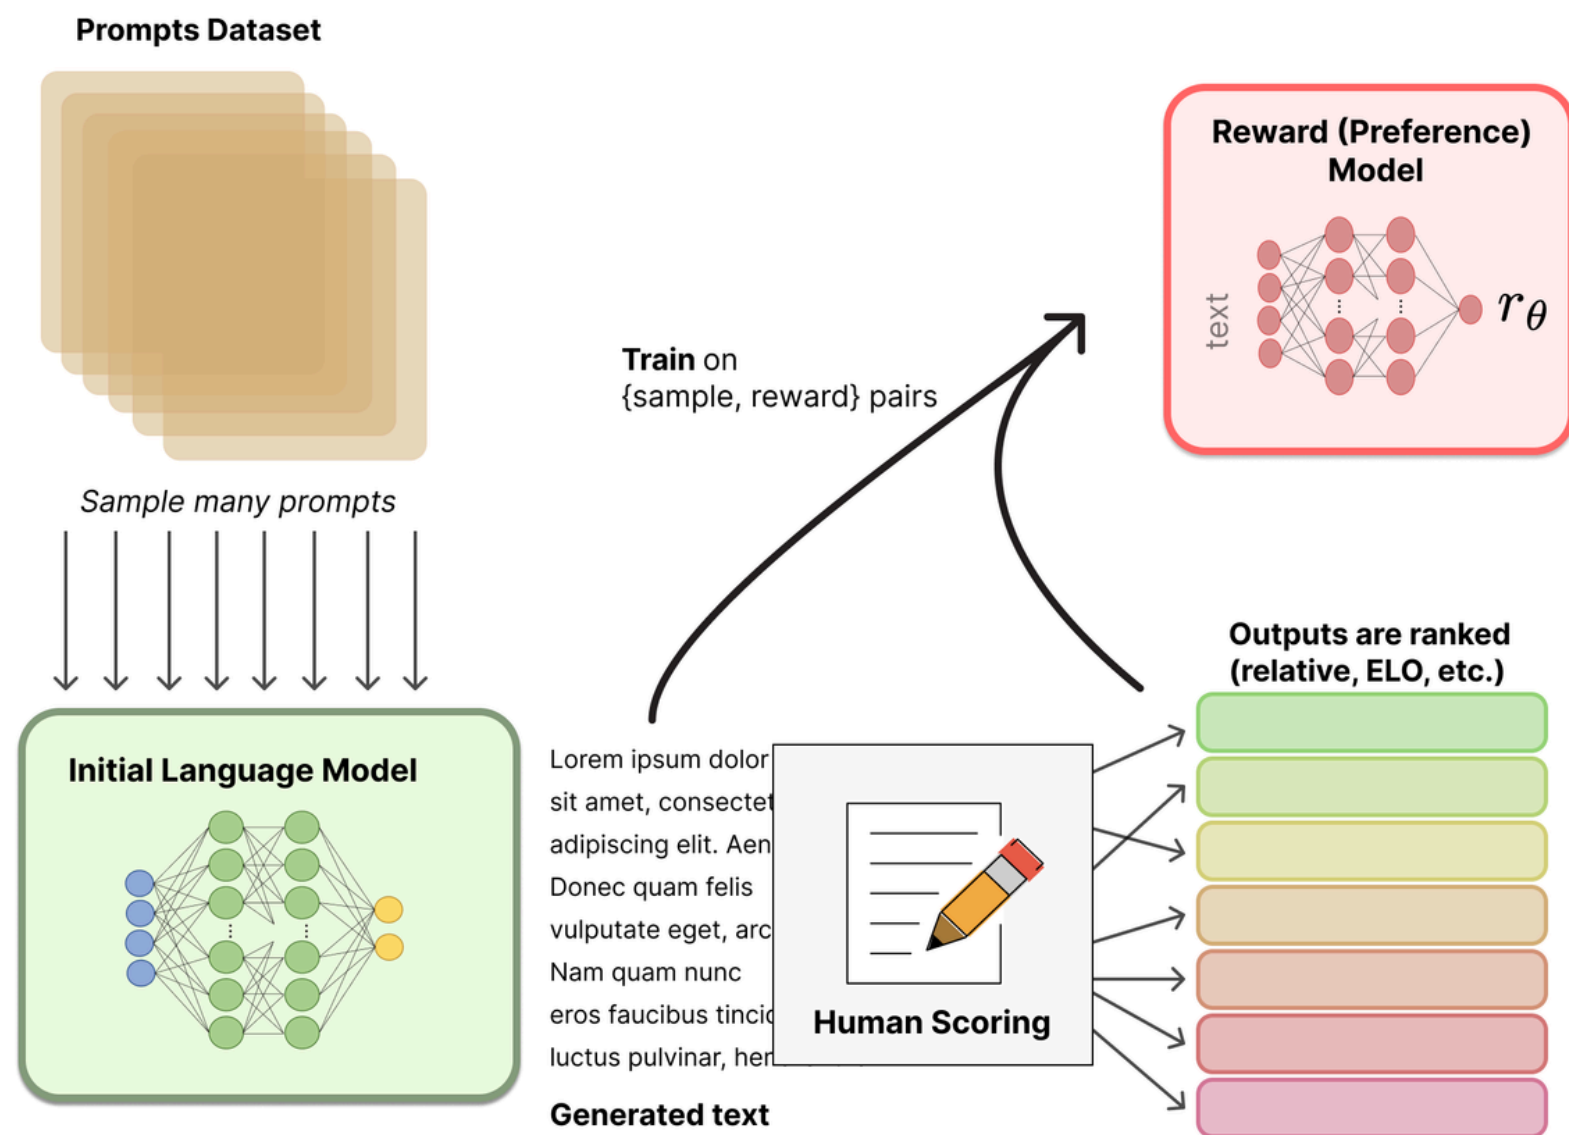 Prompts Dataset
Sample many prompts
Initial Language Model
Train on
{sample, reward} pairs
Reward (Preference)
Model
text
r_θ
Lorem ipsum dolor
sit amet, consectet
adipiscing elit. Aen
Donec quam felis
vulputate eget, arc
Nam quam nunc
eros faucibus tincid
luctus pulvinar, her
Generated text
Human Scoring
Outputs are ranked
(relative, ELO, etc.)